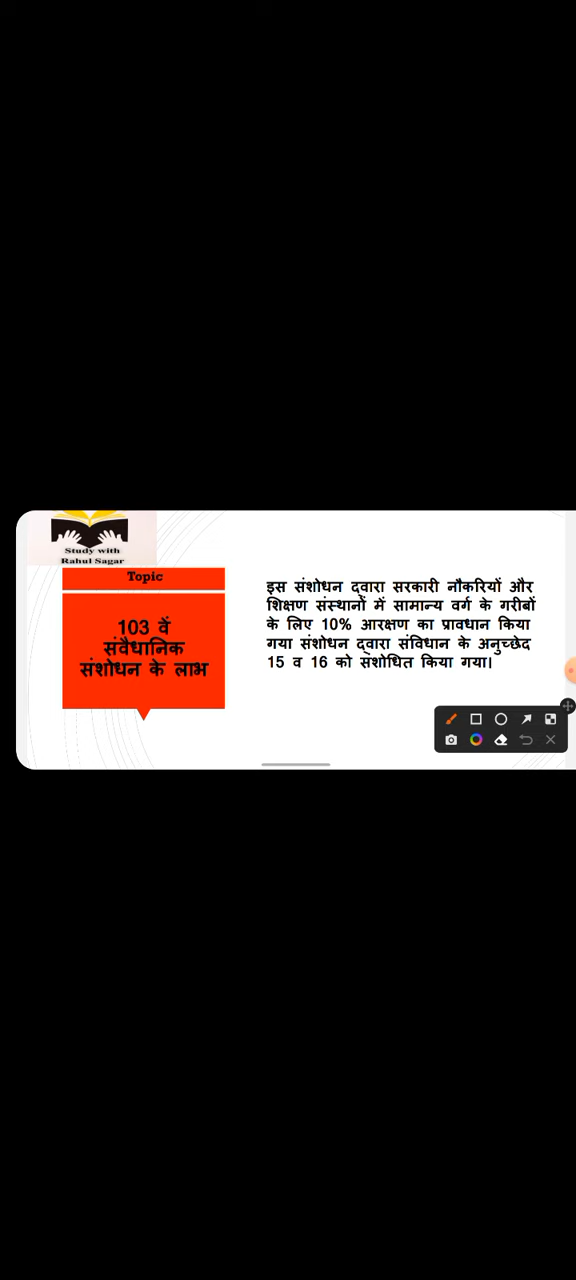 Study with
Rahul Sagar
Topic
103 वें
संवैधानिक
संशोधन के लाभ
इस संशोधन द्वारा सरकारी नौकरियों और
शिक्षण संस्थानों में सामान्य वर्ग के गरीबों
के लिए 10% आरक्षण का प्रावधान किया
गया संशोधन द्वारा संविधान के अनुच्छेद
15 व 16 को संशोधित किया गया।